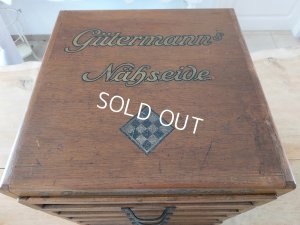 Gütermann's
Nähseide
SOLD OUT